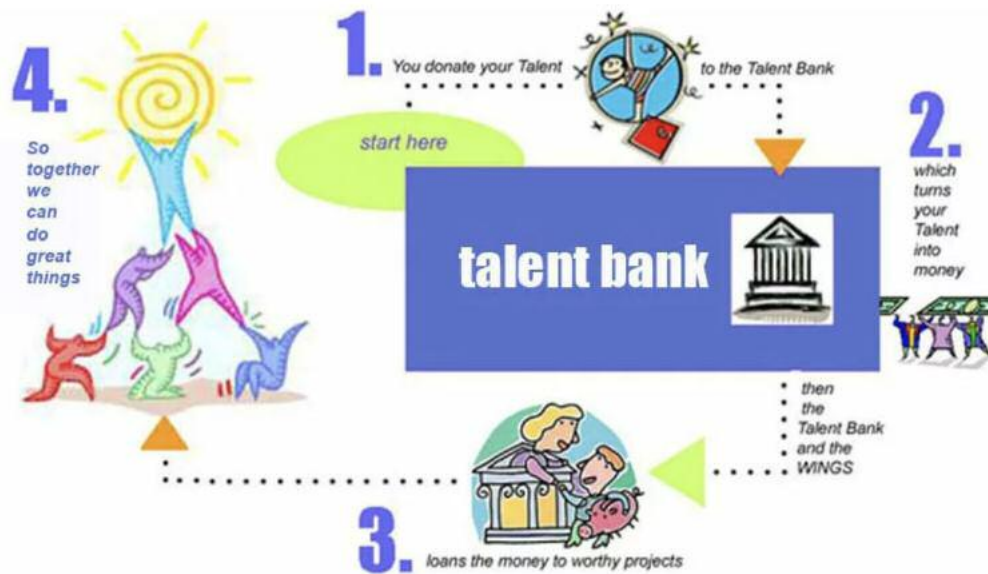 1.
You donate your Talent
to the Talent Bank
start here
talent bank
2.
which
turns
your
Talent
into
money
then
the
Talent Bank
and the
WINGS
3.
loans the money to worthy projects
4.
So
together
we
can
do
great
things